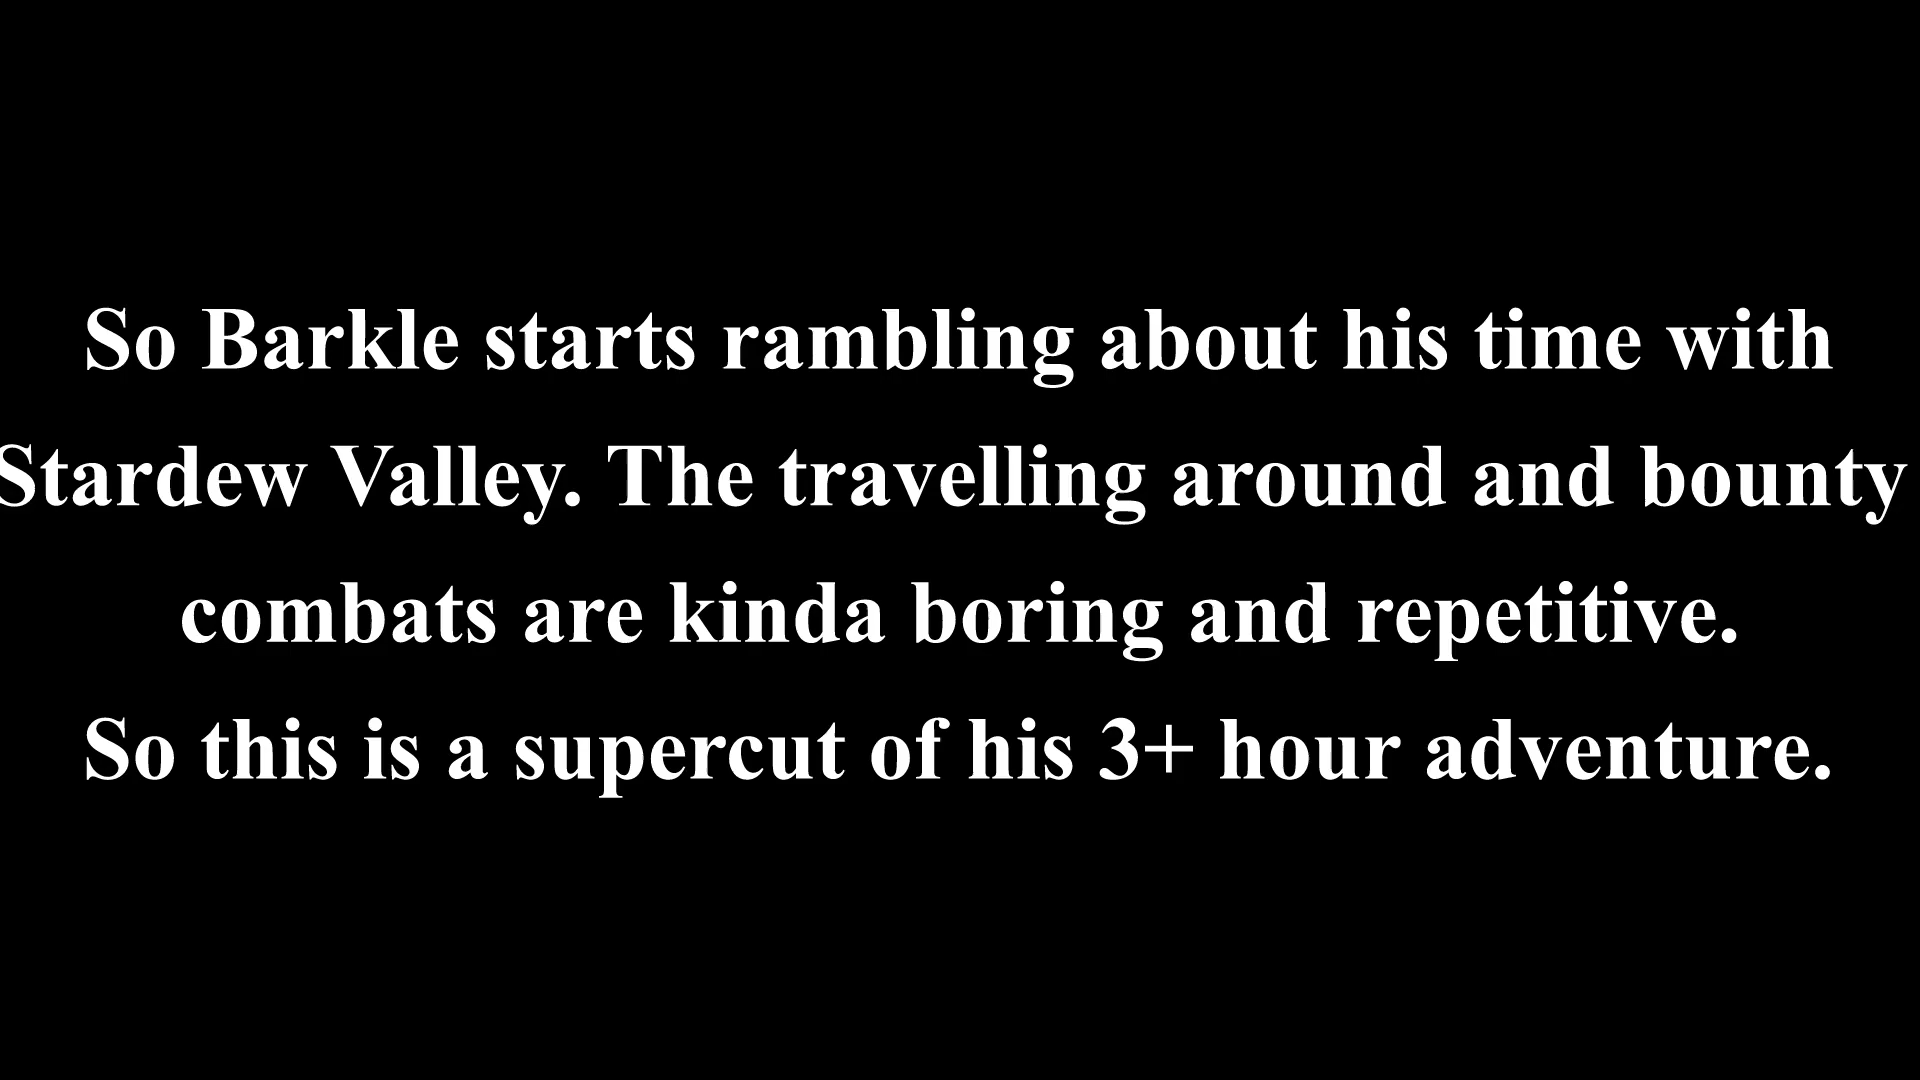 So Barkle starts rambling about his time with
Stardew Valley. The travelling around and bounty
combats are kinda boring and repetitive.
So this is a supercut of his 3+ hour adventure.